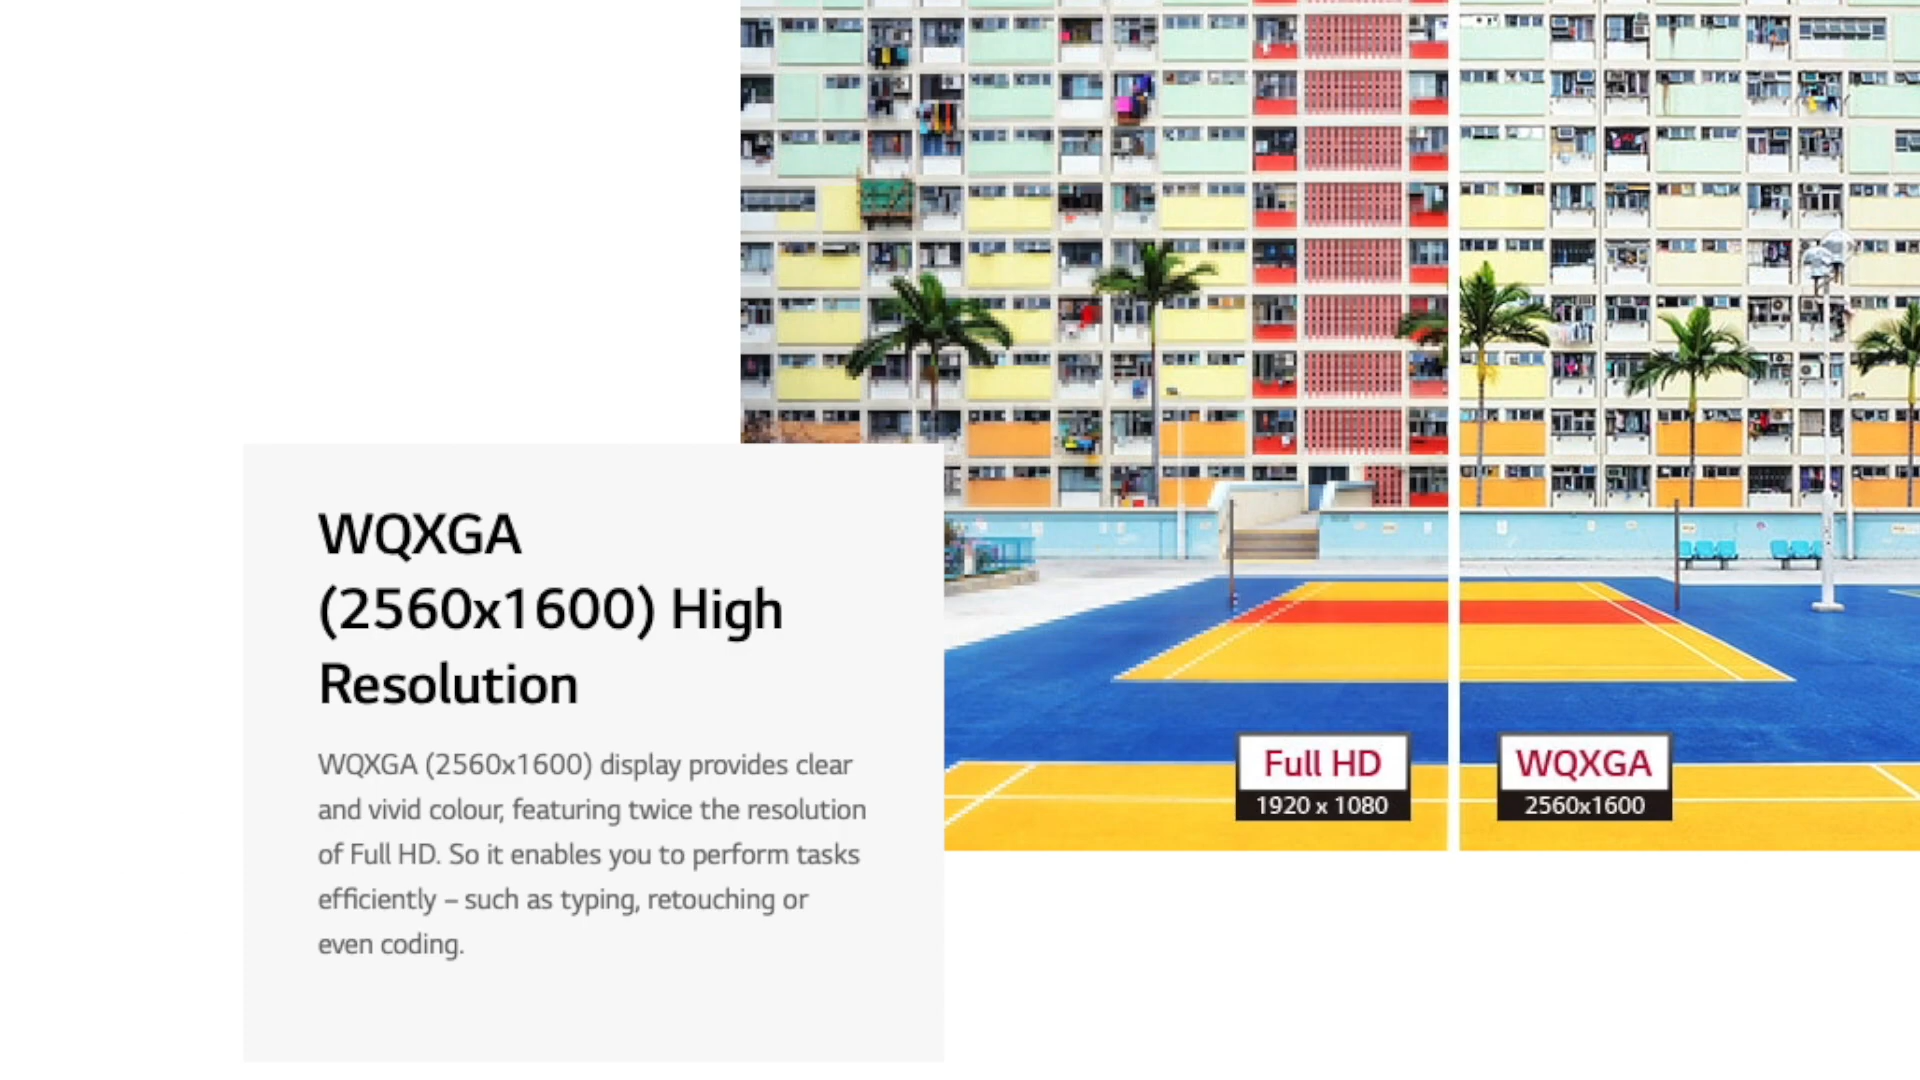 WQXGA
(2560x1600) High
Resolution
WQXGA (2560x1600) display provides clear
and vivid colour, featuring twice the resolution
of Full HD. So it enables you to perform tasks
efficiently – such as typing, retouching or
even coding.
Full HD
1920 x 1080
WQXGA
2560x1600